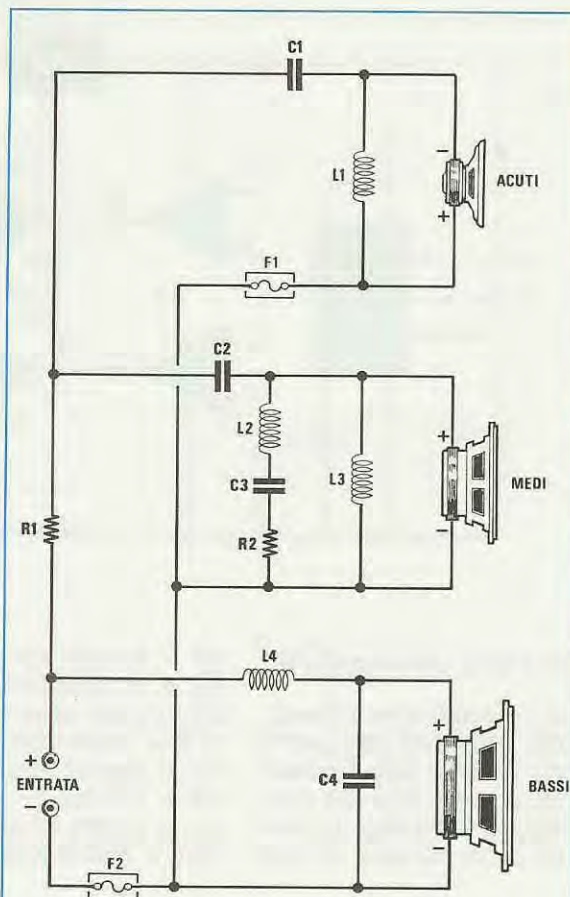 C1
L1
−
ACUTI
+
F1
C2
L2
C3
L3
+
MEDI
−
R1
R2
L4
+
ENTRATA
−
C4
+
BASSI
−
F2